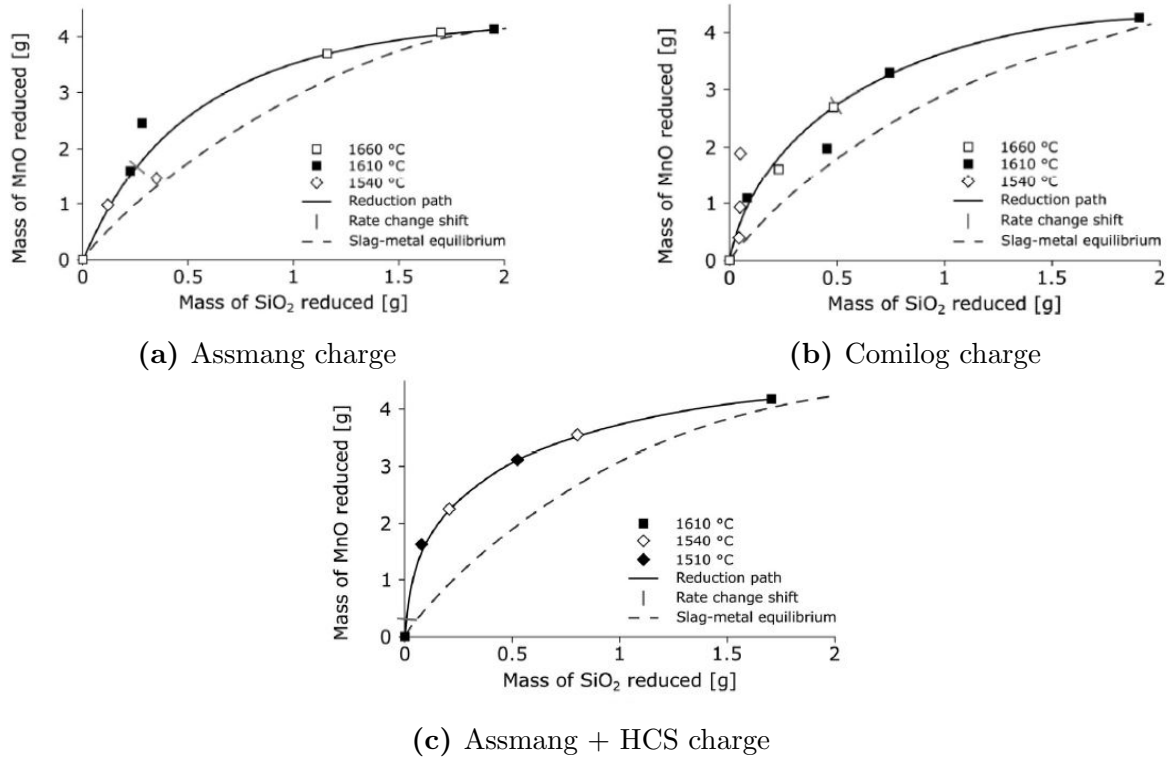 Mass of MnO reduced [g]
4
3
2
1
0
0
0.5
1
1.5
2
Mass of SiO₂ reduced [g]
1660 °C
1610 °C
1540 °C
Reduction path
Rate change shift
Slag-metal equilibrium
(a) Assmang charge
Mass of MnO reduced [g]
4
3
2
1
0
0
0.5
1
1.5
2
Mass of SiO₂ reduced [g]
1660 °C
1610 °C
1540 °C
Reduction path
Rate change shift
Slag-metal equilibrium
(b) Comilog charge
Mass of MnO reduced [g]
4
3
2
1
0
0
0.5
1
1.5
2
Mass of SiO₂ reduced [g]
1610 °C
1540 °C
1510 °C
Reduction path
Rate change shift
Slag-metal equilibrium
(c) Assmang + HCS charge